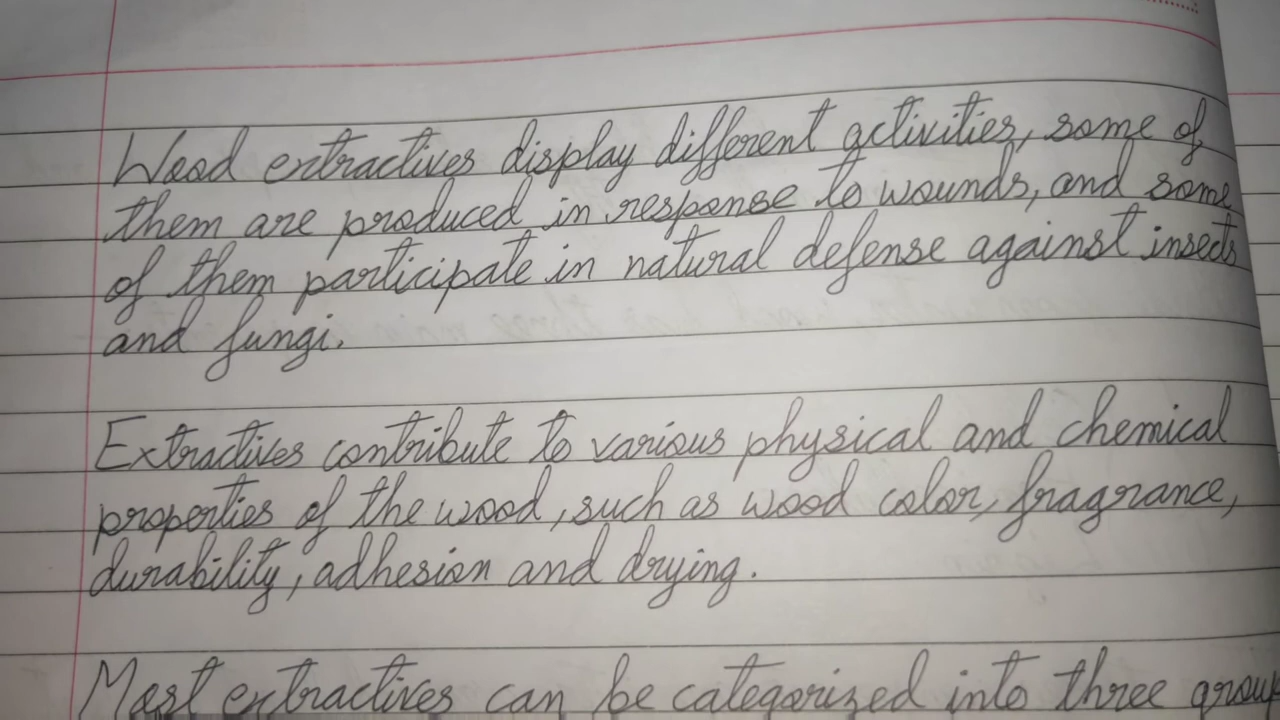 Wood extractives display different activities, some of
them are produced in response to wounds, and some
of them participate in natural defense against insects
and fungi.
Extractives contribute to various physical and chemical
properties of the wood, such as wood color, fragrance,
durability, adhesion and drying.
Most extractives can be categorized into three group